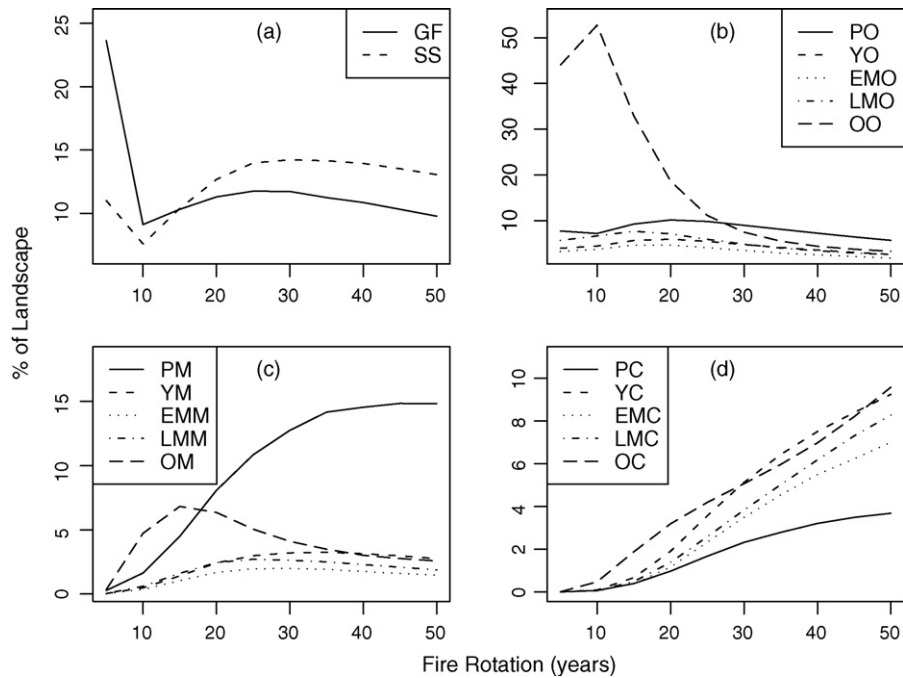 % of Landscape
(a)
GF
SS
25
20
15
10
10 20 30 40 50
(b)
PO
YO
EMO
LMO
OO
50
40
30
20
10
10 20 30 40 50
(c)
PM
YM
EMM
LMM
OM
15
10
5
0
10 20 30 40 50
(d)
PC
YC
EMC
LMC
OC
10
8
6
4
2
0
10 20 30 40 50
Fire Rotation (years)